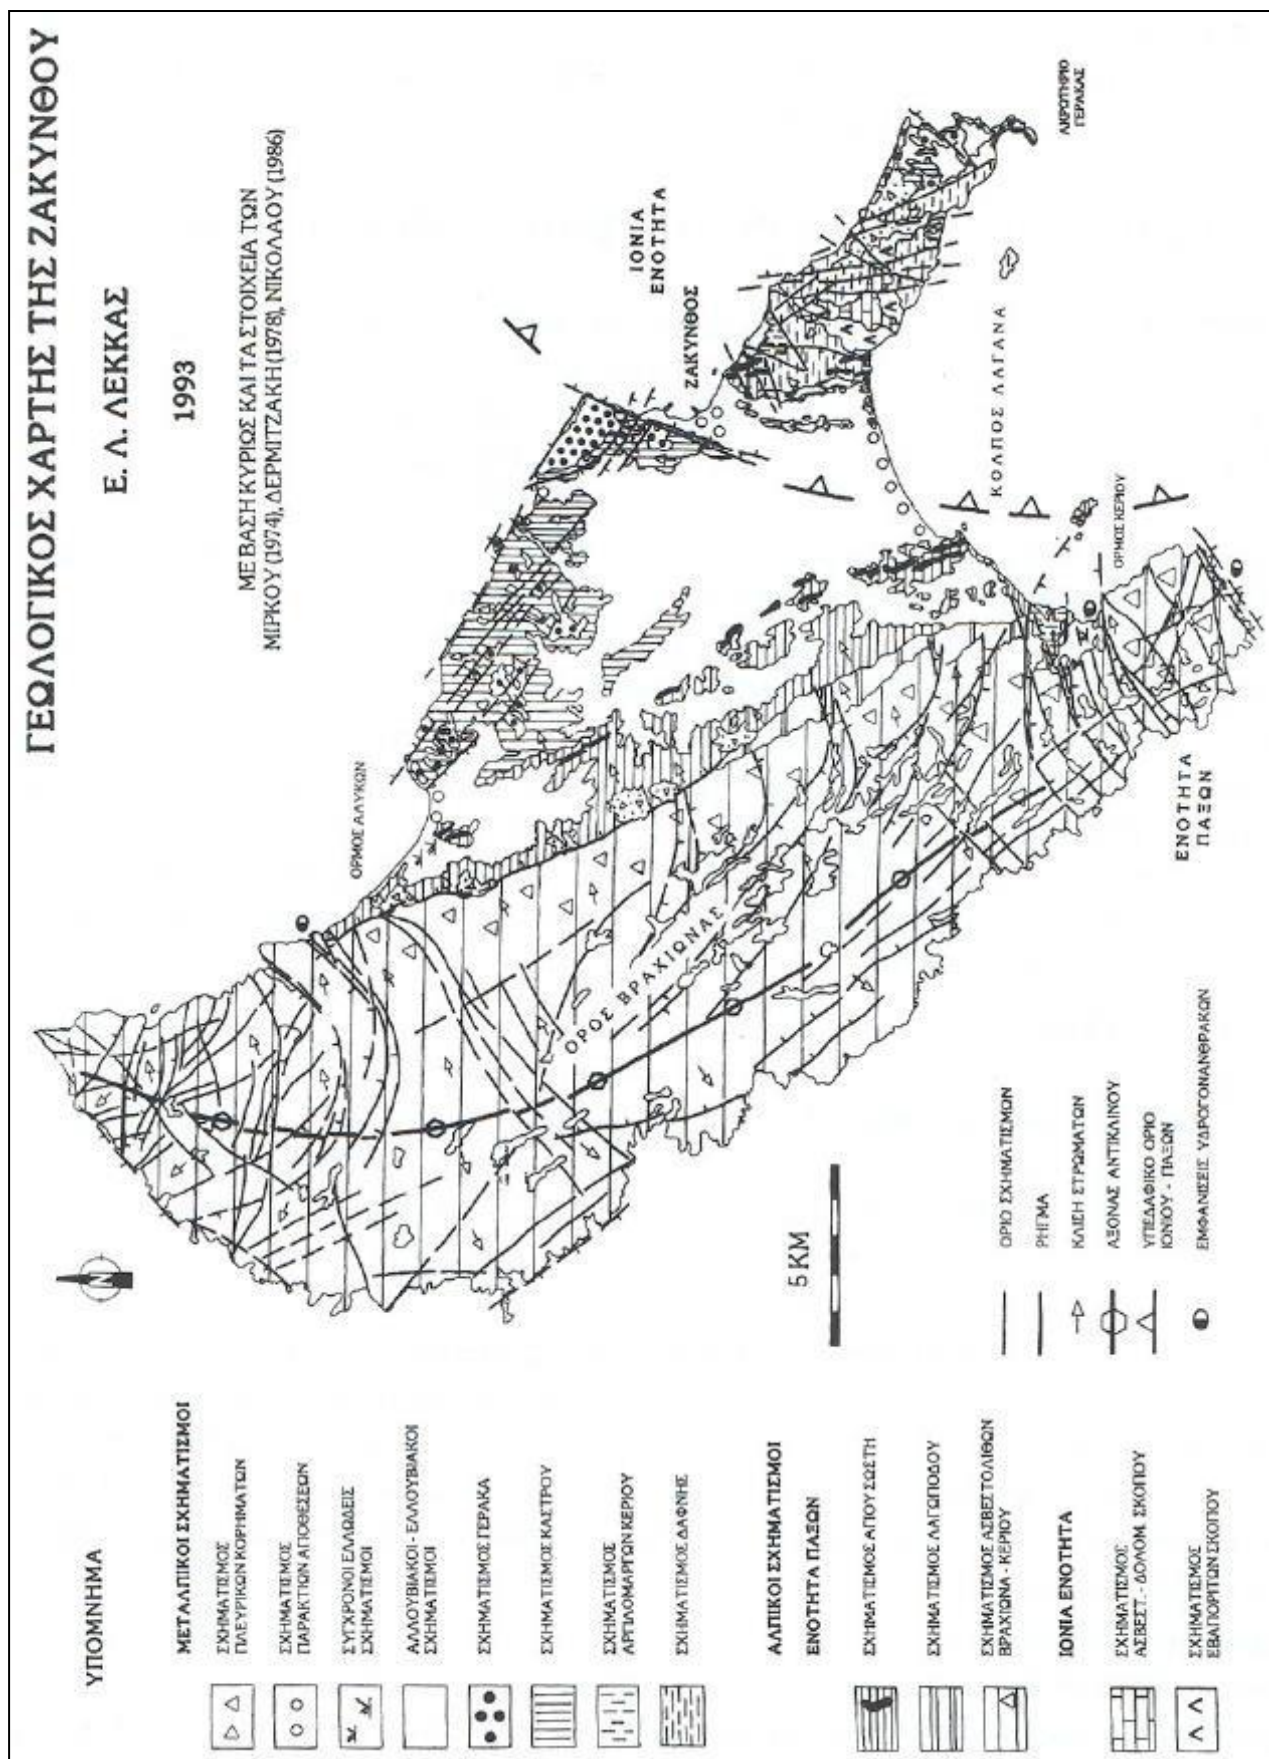 ΓΕΩΛΟΓΙΚΟΣ ΧΑΡΤΗΣ ΤΗΣ ΖΑΚΥΝΘΟΥ
Ε. Λ. ΛΕΚΚΑΣ
1993
ΜΕ ΒΑΣΗ ΚΥΡΙΩΣ ΚΑΙ ΤΑ ΣΤΟΙΧΕΙΑ ΤΩΝ
ΜΙΡΚΟΥ (1974), ΔΕΡΜΙΤΖΑΚΗ (1978), ΝΙΚΟΛΑΟΥ (1986)
N
ΟΡΜΟΣ ΑΛΥΚΩΝ
ΙΟΝΙΑ
ΕΝΟΤΗΤΑ
ΖΑΚΥΝΘΟΣ
ΑΚΡΩΤΗΡΙΟ
ΓΕΡΑΚΑΣ
ΟΡΟΣ ΒΡΑΧΙΩΝΑΣ
ΚΟΛΠΟΣ ΛΑΓΑΝΑ
ΟΡΜΟΣ ΚΕΡΙΟΥ
ΕΝΟΤΗΤΑ
ΠΑΞΩΝ
5 KM
ΟΡΙΟ ΣΧΗΜΑΤΙΣΜΩΝ
ΡΗΓΜΑ
ΚΛΙΣΗ ΣΤΡΩΜΑΤΩΝ
ΑΞΟΝΑΣ ΑΝΤΙΚΛΙΝΟΥ
ΥΠΕΔΑΦΙΚΟ ΟΡΙΟ
ΙΟΝΙΟΥ - ΠΑΞΩΝ
ΕΜΦΑΝΙΣΕΙΣ ΥΔΡΟΓΟΝΑΝΘΡΑΚΩΝ
ΥΠΟΜΝΗΜΑ
ΜΕΤΑΛΠΙΚΟΙ ΣΧΗΜΑΤΙΣΜΟΙ
ΣΧΗΜΑΤΙΣΜΟΣ
ΠΛΕΥΡΙΚΩΝ ΚΟΡΗΜΑΤΩΝ
ΣΧΗΜΑΤΙΣΜΟΣ
ΠΑΡΑΚΤΙΩΝ ΑΠΟΘΕΣΕΩΝ
ΣΥΓΧΡΟΝΟΙ ΕΛΩΔΕΙΣ
ΣΧΗΜΑΤΙΣΜΟΙ
ΑΛΛΟΥΒΙΑΚΟΙ - ΕΛΛΟΥΒΙΑΚΟΙ
ΣΧΗΜΑΤΙΣΜΟΙ
ΣΧΗΜΑΤΙΣΜΟΣ ΓΕΡΑΚΑ
ΣΧΗΜΑΤΙΣΜΟΣ ΚΑΣΤΡΟΥ
ΣΧΗΜΑΤΙΣΜΟΣ
ΑΡΓΙΛΟΜΑΡΓΩΝ ΚΕΡΙΟΥ
ΣΧΗΜΑΤΙΣΜΟΣ ΔΑΦΝΗΣ
ΑΛΠΙΚΟΙ ΣΧΗΜΑΤΙΣΜΟΙ
ΕΝΟΤΗΤΑ ΠΑΞΩΝ
ΣΧΗΜΑΤΙΣΜΟΣ ΑΓΙΟΥ ΣΩΣΤΗ
ΣΧΗΜΑΤΙΣΜΟΣ ΛΑΓΩΠΟΔΟΥ
ΣΧΗΜΑΤΙΣΜΟΣ ΑΣΒΕΣΤΟΛΙΘΩΝ
ΒΡΑΧΙΩΝΑ - ΚΕΡΙΟΥ
ΙΟΝΙΑ ΕΝΟΤΗΤΑ
ΣΧΗΜΑΤΙΣΜΟΣ
ΑΣΒΕΣΤ. - ΔΟΛΟΜ. ΣΚΟΠΟΥ
ΣΧΗΜΑΤΙΣΜΟΣ
ΕΒΑΠΟΡΙΤΩΝ ΣΚΟΠΟΥ